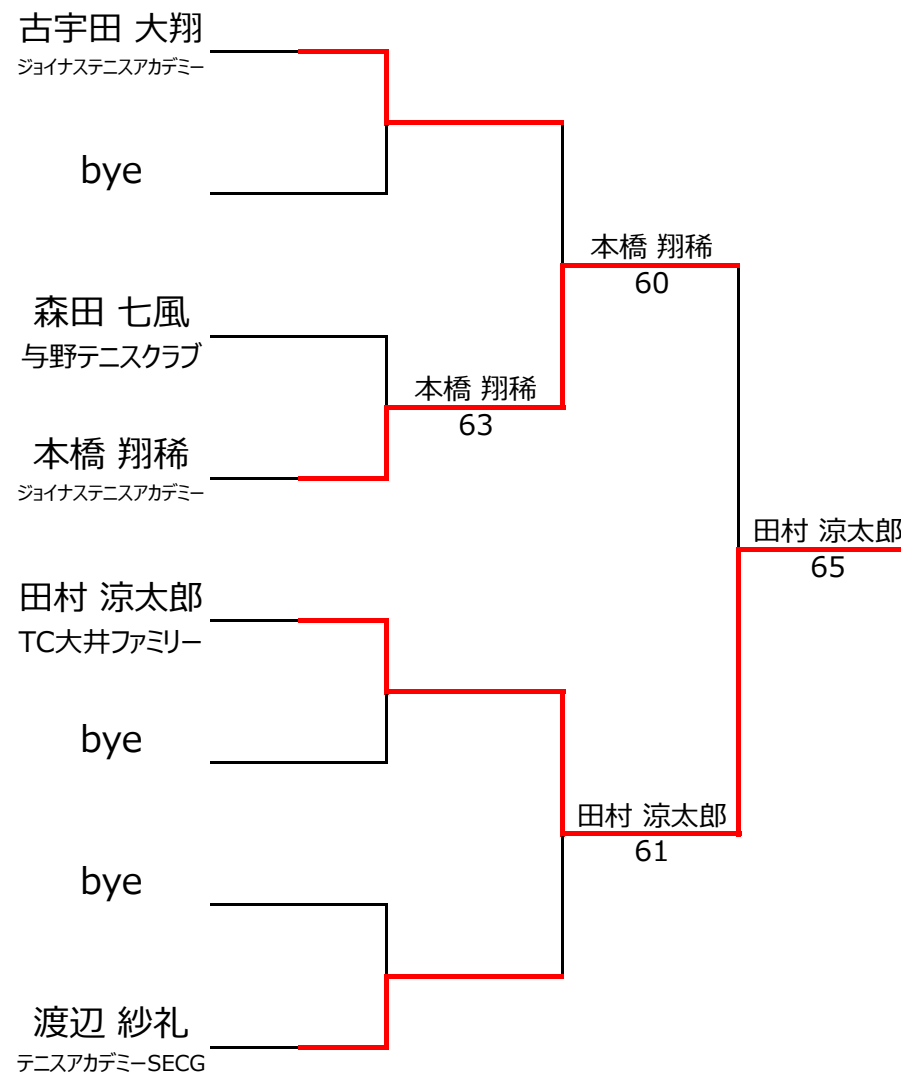 古宇田 大翔
ジョイナステニスアカデミー
bye
森田 七風
与野テニスクラブ
本橋 翔稀
ジョイナステニスアカデミー
田村 涼太郎
TC大井ファミリー
bye
bye
渡辺 紗礼
テニスアカデミーSECG
本橋 翔稀
63
本橋 翔稀
60
田村 涼太郎
61
田村 涼太郎
65